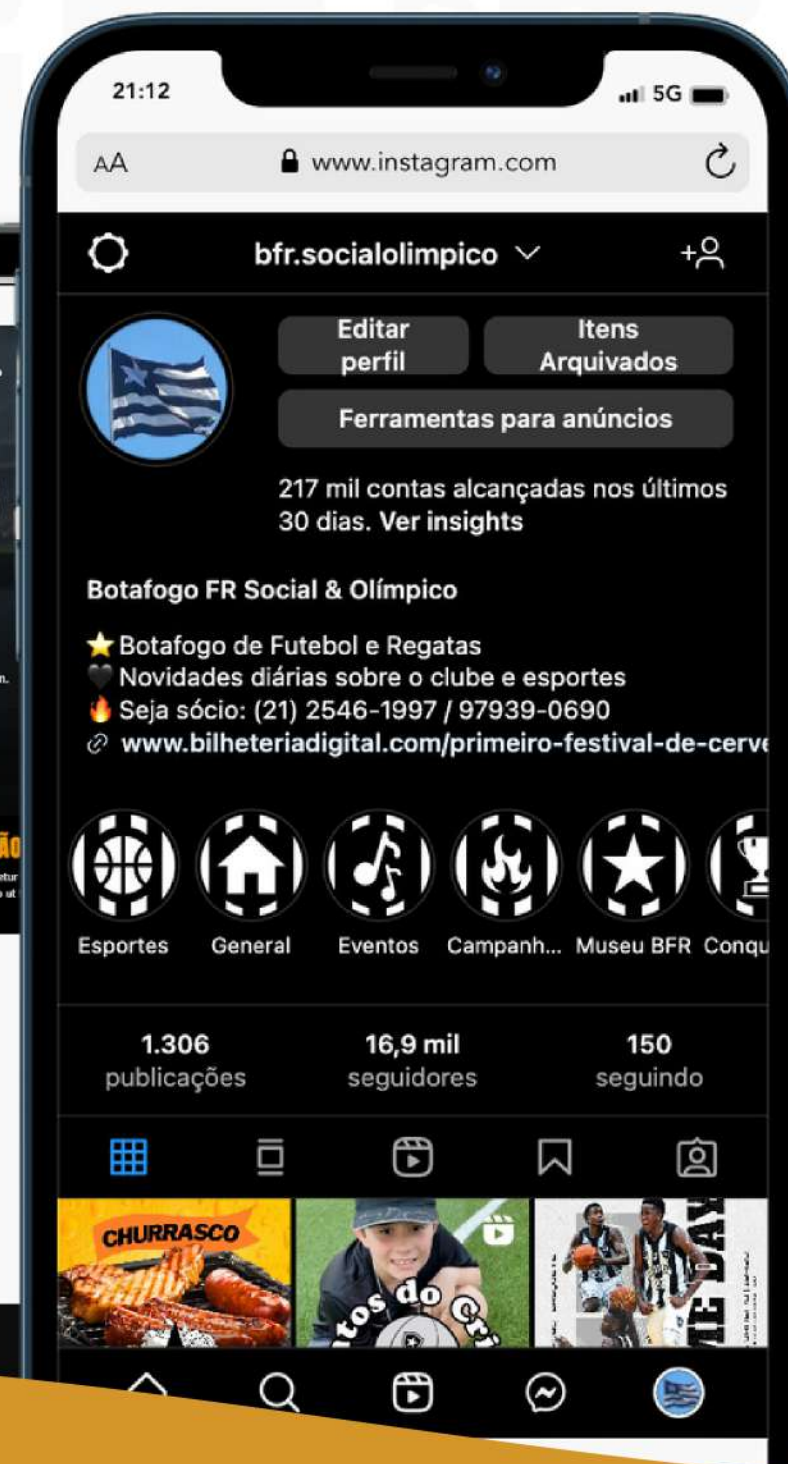 21:12
5G
AA
www.instagram.com
bfr.socialolimpico
Editar
perfil
Itens
Arquivados
Ferramentas para anúncios
217 mil contas alcançadas nos últimos
30 dias. Ver insights
Botafogo FR Social & Olímpico
Botafogo de Futebol e Regatas
Novidades diárias sobre o clube e esportes
Seja sócio: (21) 2546-1997 / 97939-0690
www.bilheteriadigital.com/primeiro-festival-de-cerve
Esportes
General
Eventos
Campanh...
Museu BFR
Conqu
1.306
publicações
16,9 mil
seguidores
150
seguindo
CHURRASCO
do
ME DAY